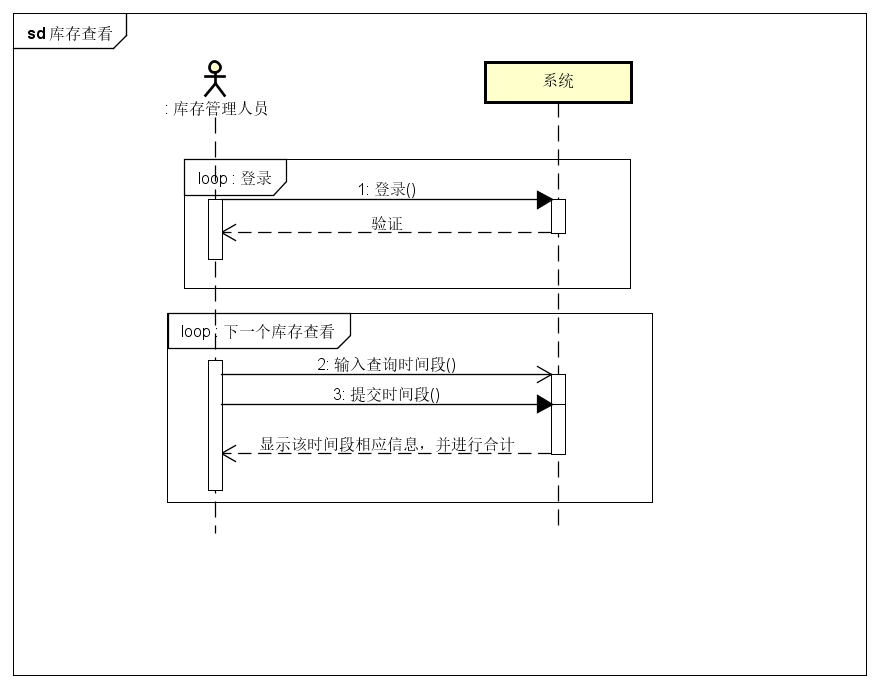 sd 库存查看
: 库存管理人员
系统
loop : 登录
1: 登录()
验证
loop : 下一个库存查看
2: 输入查询时间段()
3: 提交时间段()
显示该时间段相应信息，并进行合计